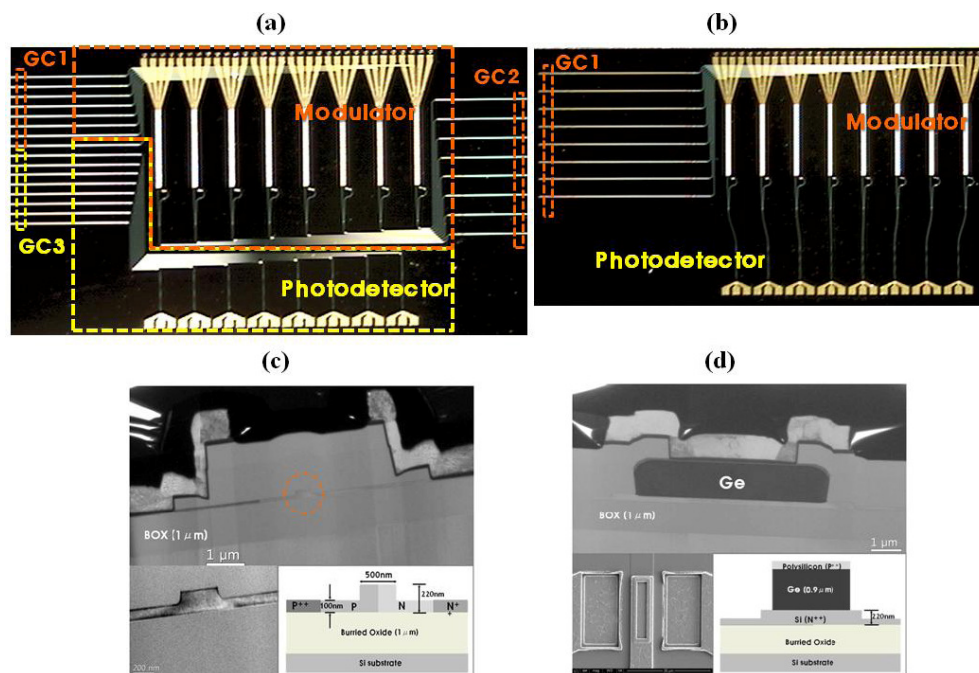 (a)
(b)
GC1
GC2
Modulator
GC3
Photodetector
GC1
Modulator
Photodetector
(c)
(d)
BOX (1 μm)
1 μm
200 nm
500nm
220nm
P++
100nm
P
N
N+
+
Burried Oxide (1 μm)
Si substrate
Ge
BOX (1 μm)
1 μm
Polysilicon (P++)
Ge (0.9μm)
Si (N++)
220nm
Burried Oxide
Si substrate